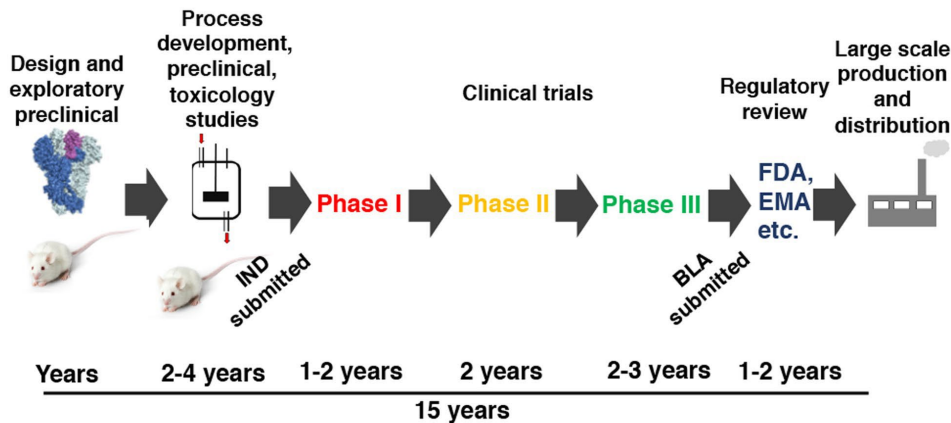 Design and
exploratory
preclinical
Process
development,
preclinical,
toxicology
studies
Clinical trials
Regulatory
review
Large scale
production
and
distribution
Phase I
Phase II
Phase III
FDA,
EMA
etc.
IND
submitted
BLA
submitted
Years
2-4 years
1-2 years
2 years
2-3 years
1-2 years
15 years